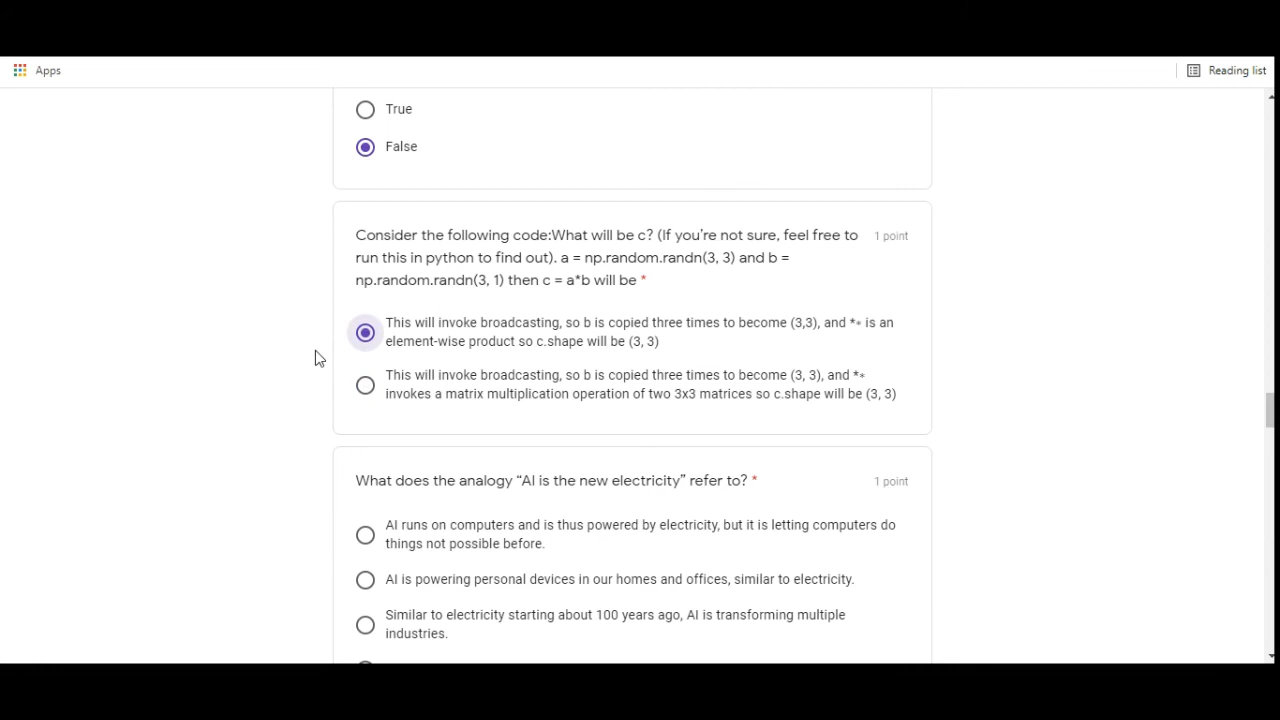 Apps
Reading list
True
False
Consider the following code:What will be c? (If you’re not sure, feel free to
1 point
run this in python to find out). a = np.random.randn(3, 3) and b =
np.random.randn(3, 1) then c = a*b will be *
This will invoke broadcasting, so b is copied three times to become (3,3), and *∗ is an
element-wise product so c.shape will be (3, 3)
This will invoke broadcasting, so b is copied three times to become (3, 3), and *∗
invokes a matrix multiplication operation of two 3x3 matrices so c.shape will be (3, 3)
What does the analogy “AI is the new electricity” refer to? *
1 point
AI runs on computers and is thus powered by electricity, but it is letting computers do
things not possible before.
AI is powering personal devices in our homes and offices, similar to electricity.
Similar to electricity starting about 100 years ago, AI is transforming multiple
industries.